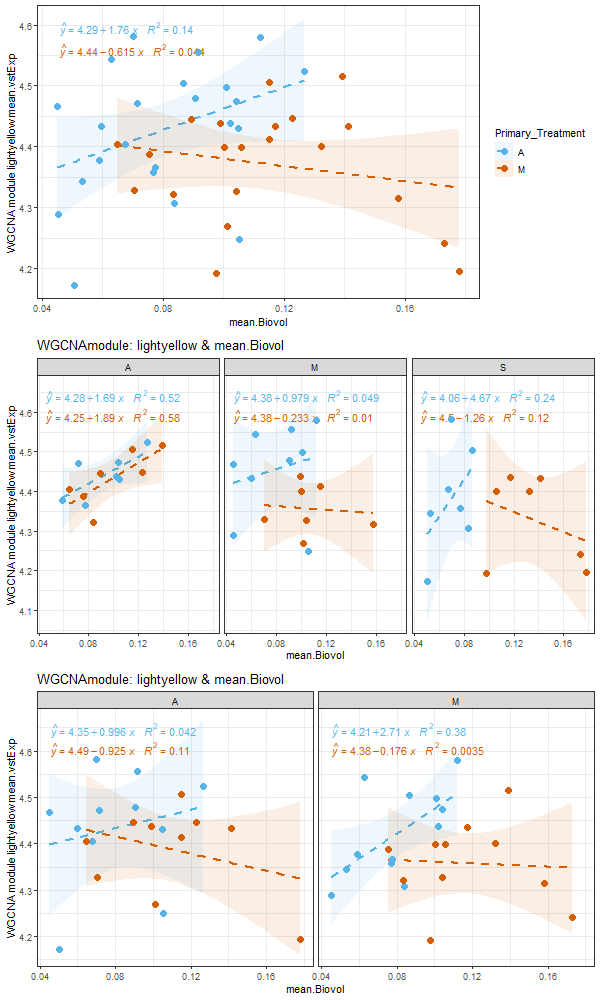 ŷ = 4.29+1.76 x R² = 0.14
ŷ = 4.44−0.615 x R² = 0.044
WGCNA module lightyellowmean.vstExp
4.6
4.5
4.4
4.3
4.2
0.04 0.08 0.12 0.16
mean.Biovol
Primary_Treatment
A
M
WGCNAmodule: lightyellow & mean.Biovol
A M S
ŷ = 4.28+1.69 x R² = 0.52
ŷ = 4.25+1.89 x R² = 0.58
ŷ = 4.38+0.979 x R² = 0.049
ŷ = 4.38−0.233 x R² = 0.01
ŷ = 4.06+4.67 x R² = 0.24
ŷ = 4.5−1.26 x R² = 0.12
WGCNA module lightyellowmean.vstExp
4.6
4.5
4.4
4.3
4.2
4.1
0.04 0.08 0.12 0.16 0.04 0.08 0.12 0.16 0.04 0.08 0.12 0.16
mean.Biovol
WGCNAmodule: lightyellow & mean.Biovol
A M
ŷ = 4.35+0.996 x R² = 0.042
ŷ = 4.49−0.925 x R² = 0.11
ŷ = 4.21+2.71 x R² = 0.38
ŷ = 4.38−0.176 x R² = 0.0035
WGCNA module lightyellowmean.vstExp
4.6
4.5
4.4
4.3
4.2
0.04 0.08 0.12 0.16 0.04 0.08 0.12 0.16
mean.Biovol